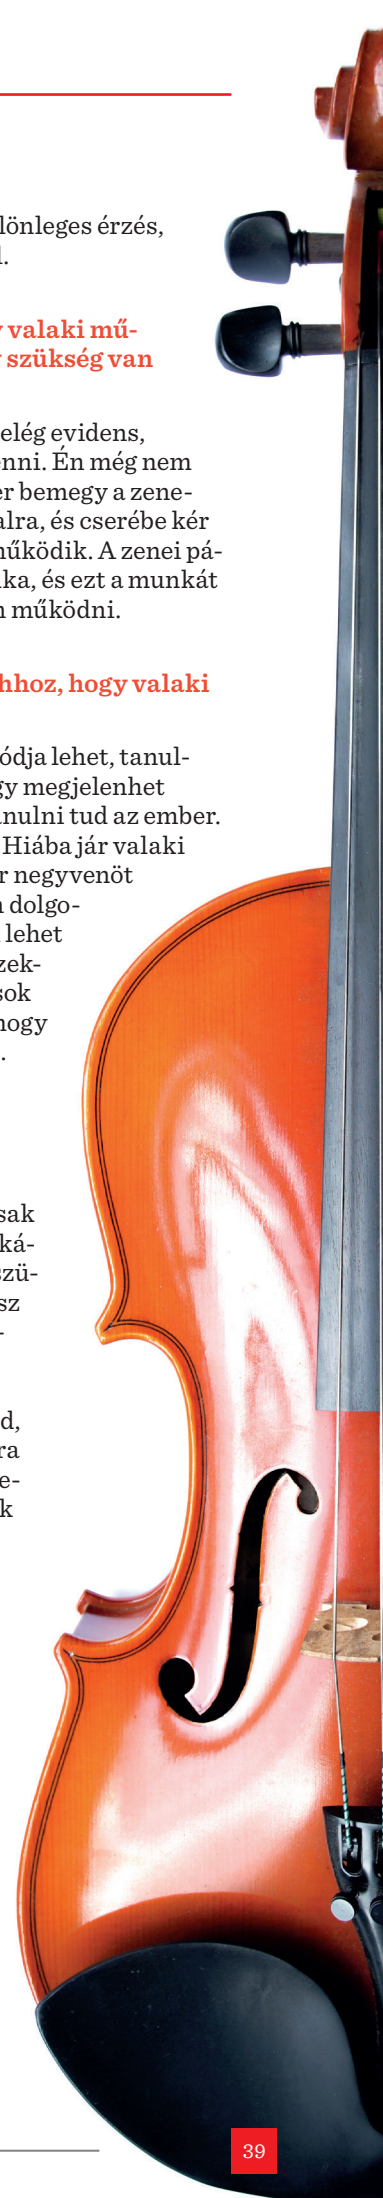 lönleges érzés,
l.
y valaki mű-
y szükség van
elég evidens,
enni. Én még nem
er bemegy a zene-
alra, és cserébe kér
működik. A zenei pá-
ka, és ezt a munkát
n működni.
hhoz, hogy valaki
ódja lehet, tanul-
gy megjelenhet
anulni tud az ember.
Hiába jár valaki
r negyvenöt
n dolgo-
lehet
zek-
sok
hogy
.
sak
ká-
szü-
sz
-
d,
ra
e-
k
39